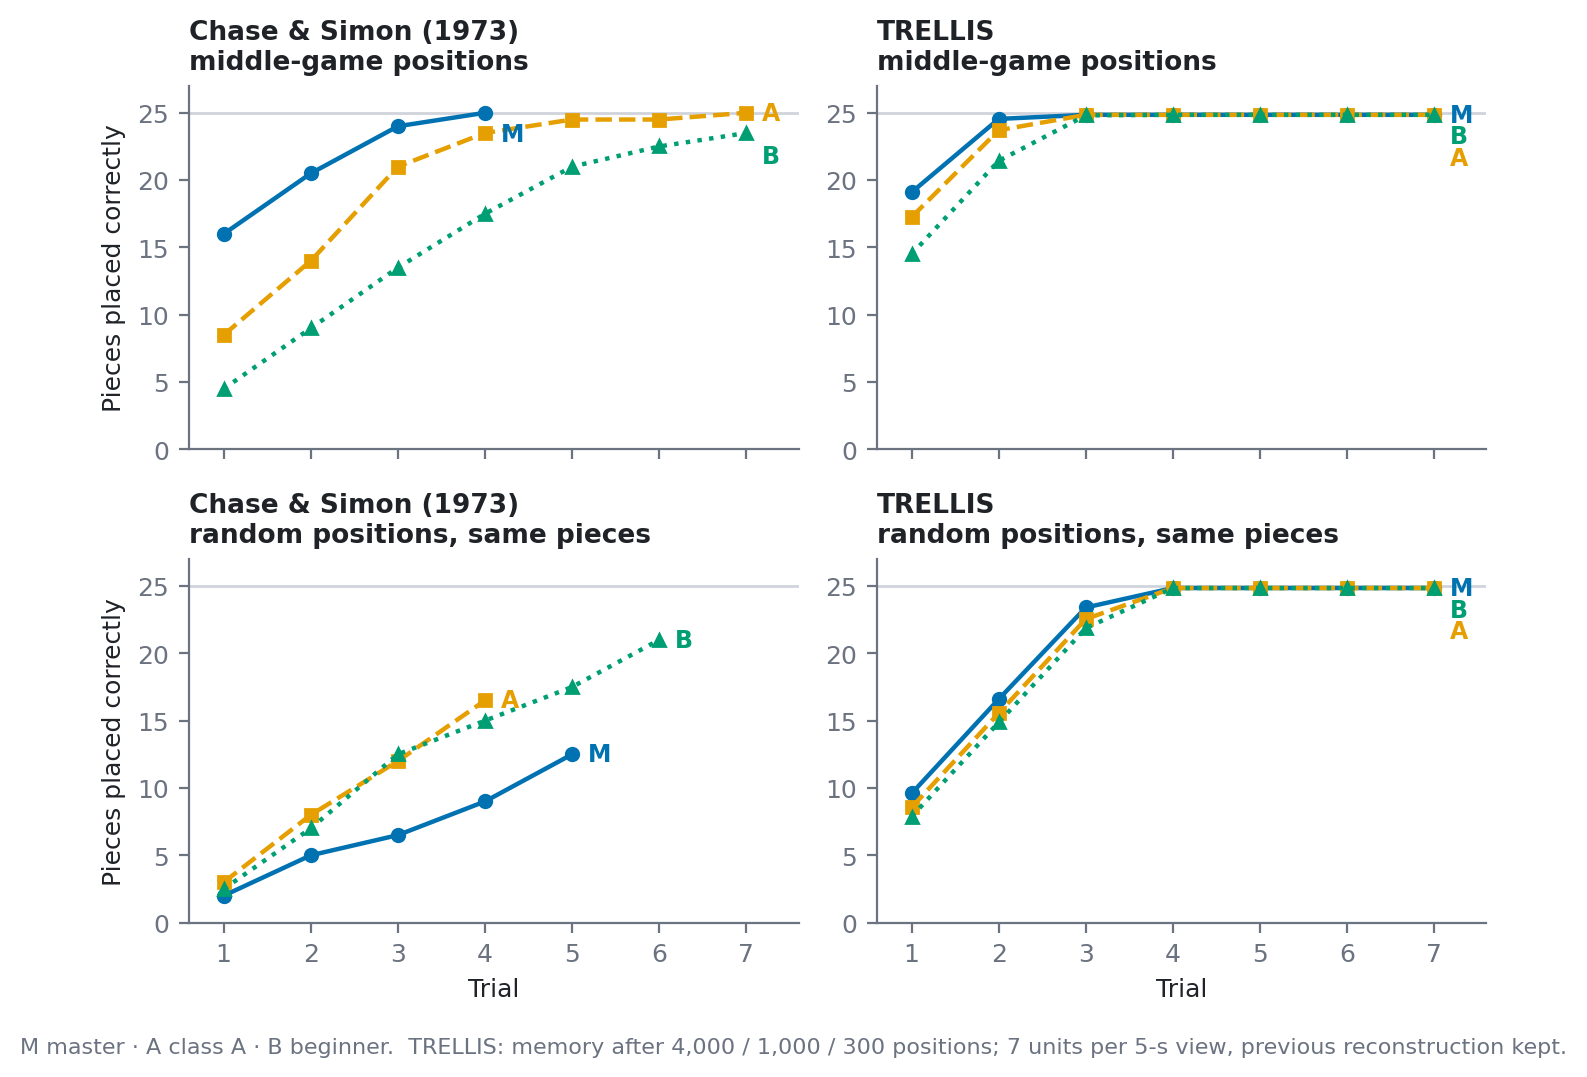 Chase & Simon (1973)
middle-game positions
Pieces placed correctly
25
20
15
10
5
0
M
A
B
TRELLIS
middle-game positions
25
20
15
10
5
0
M
B
A
Chase & Simon (1973)
random positions, same pieces
Pieces placed correctly
25
20
15
10
5
0
B
A
M
1 2 3 4 5 6 7
Trial
TRELLIS
random positions, same pieces
25
20
15
10
5
0
M
B
A
1 2 3 4 5 6 7
Trial
M master · A class A · B beginner. TRELLIS: memory after 4,000 / 1,000 / 300 positions; 7 units per 5-s view, previous reconstruction kept.